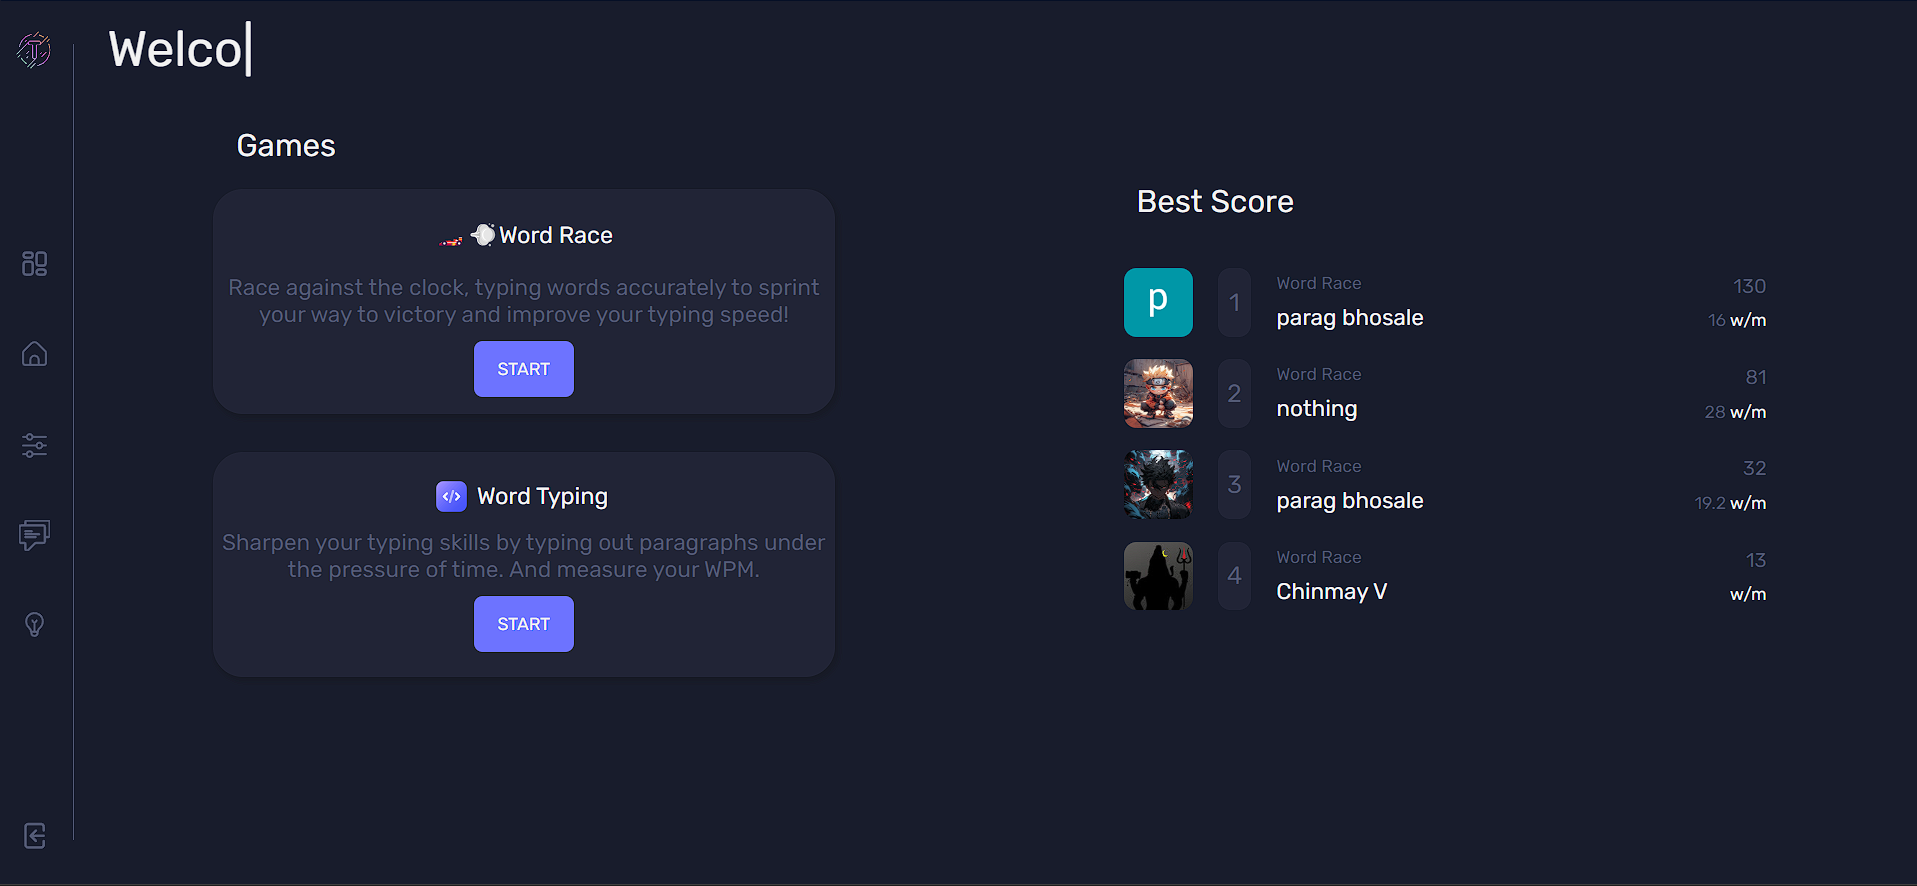 Welco
Games
Word Race
Race against the clock, typing words accurately to sprint
your way to victory and improve your typing speed!
START
Word Typing
Sharpen your typing skills by typing out paragraphs under
the pressure of time. And measure your WPM.
START
Best Score
p
1
Word Race
130
parag bhosale
16 w/m
2
Word Race
81
nothing
28 w/m
3
Word Race
32
parag bhosale
19.2 w/m
4
Word Race
13
Chinmay V
w/m